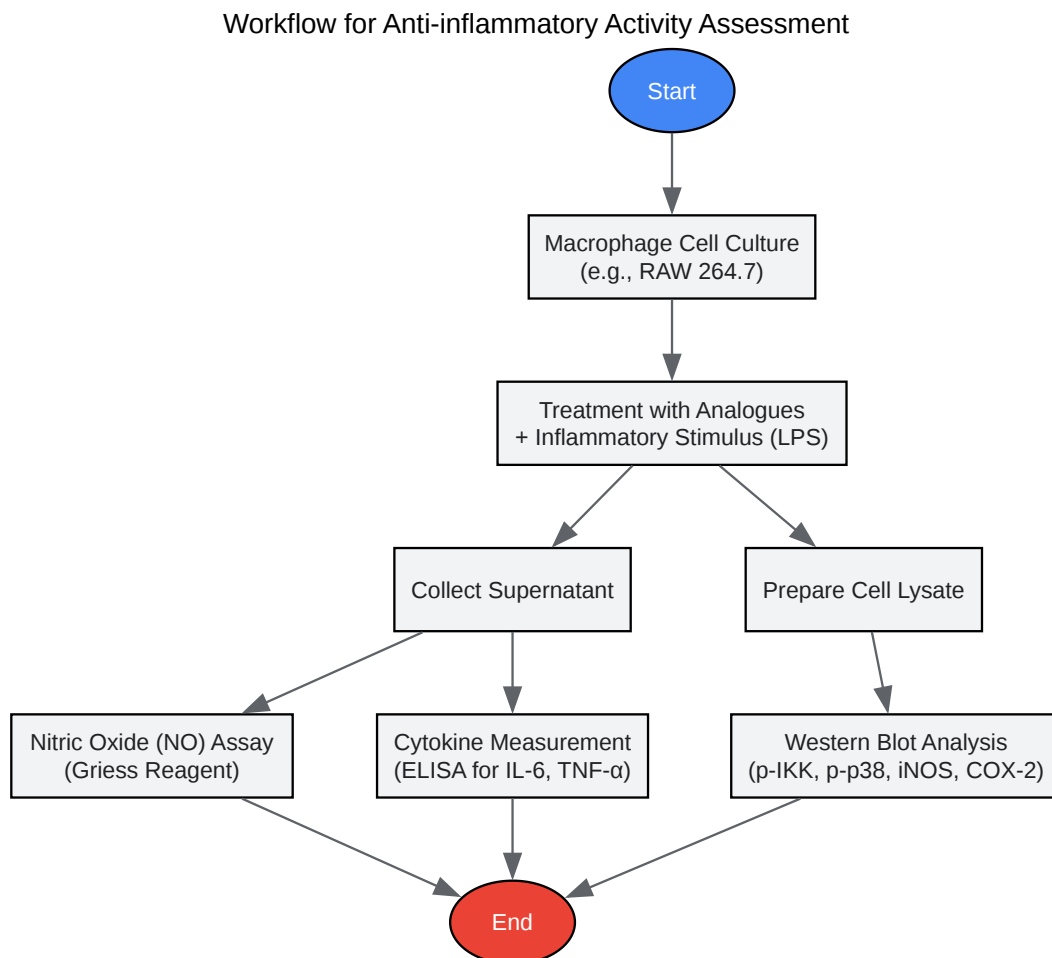 Workflow for Anti-inflammatory Activity Assessment
Start
Macrophage Cell Culture
(e.g., RAW 264.7)
Treatment with Analogues
+ Inflammatory Stimulus (LPS)
Collect Supernatant
Prepare Cell Lysate
Nitric Oxide (NO) Assay
(Griess Reagent)
Cytokine Measurement
(ELISA for IL-6, TNF-α)
Western Blot Analysis
(p-IKK, p-p38, iNOS, COX-2)
End